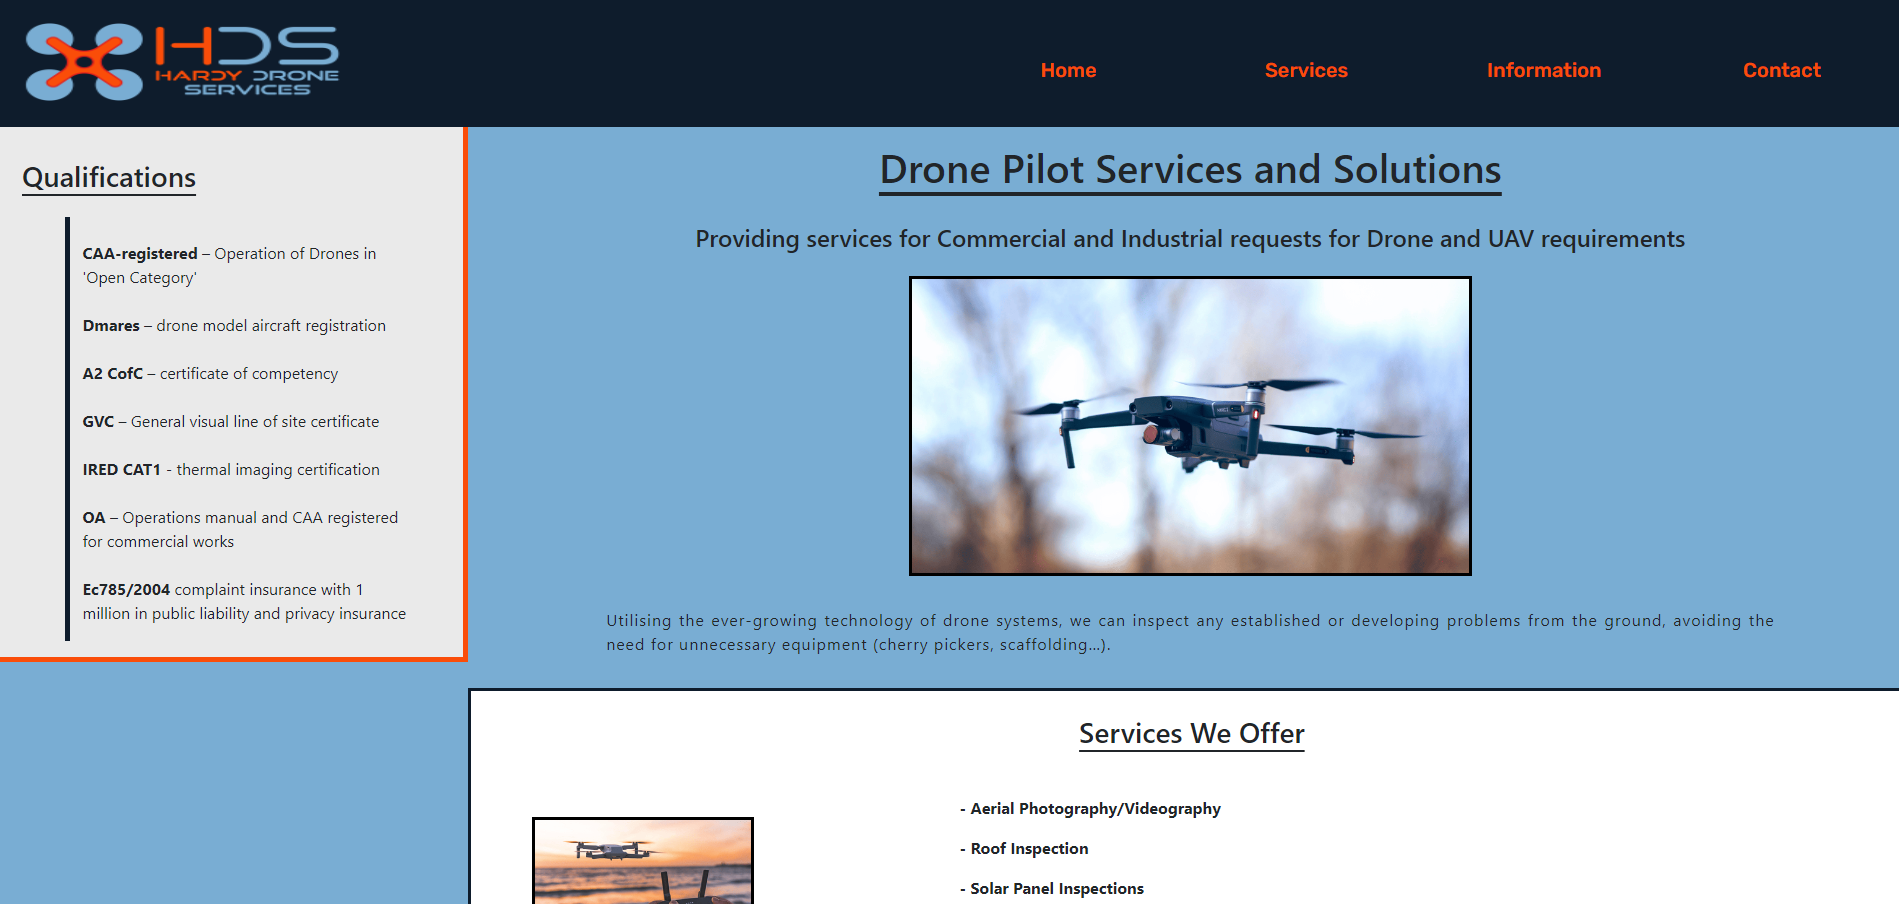 HDS
HARDY DRONE
SERVICES
Home
Services
Information
Contact
Qualifications
CAA-registered – Operation of Drones in
'Open Category'
Dmares – drone model aircraft registration
A2 CofC – certificate of competency
GVC – General visual line of site certificate
IRED CAT1 - thermal imaging certification
OA – Operations manual and CAA registered
for commercial works
Ec785/2004 complaint insurance with 1
million in public liability and privacy insurance
Drone Pilot Services and Solutions
Providing services for Commercial and Industrial requests for Drone and UAV requirements
Utilising the ever-growing technology of drone systems, we can inspect any established or developing problems from the ground, avoiding the
need for unnecessary equipment (cherry pickers, scaffolding...).
Services We Offer
- Aerial Photography/Videography
- Roof Inspection
- Solar Panel Inspections